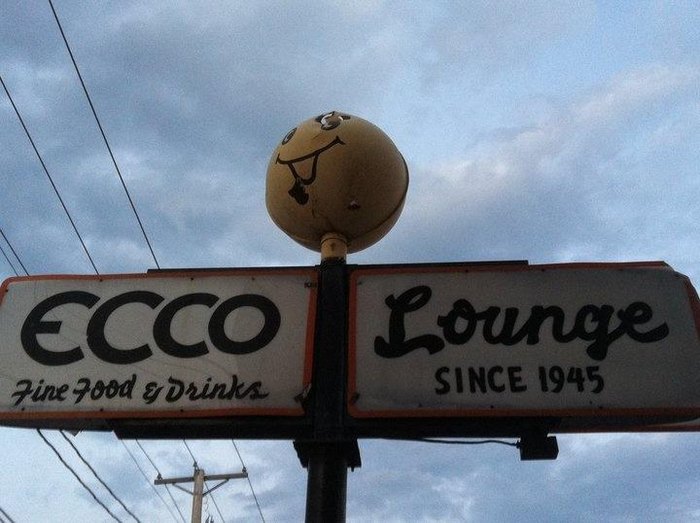 ECCO
Fine Food & Drinks
Lounge
SINCE 1945